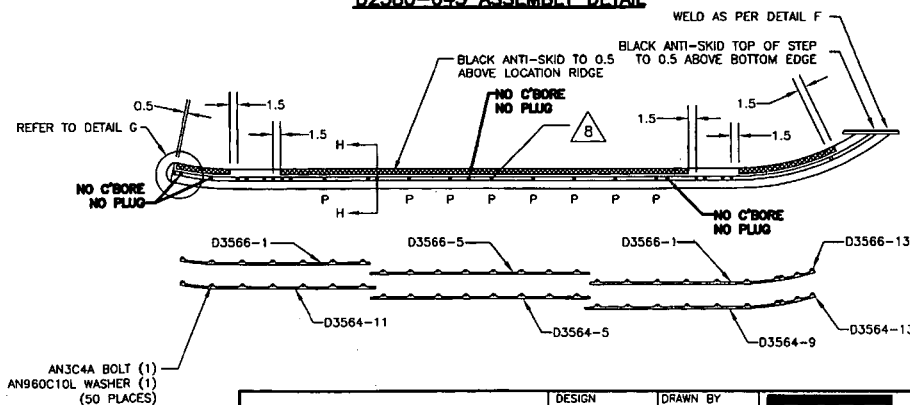 D2580-045 ASSEMBLY DETAIL
WELD AS PER DETAIL F
BLACK ANTI-SKID TO 0.5
ABOVE LOCATION RIDGE
BLACK ANTI-SKID TOP OF STEP
TO 0.5 ABOVE BOTTOM EDGE
NO C'BORE
NO PLUG
0.5
1.5
1.5
8
1.5
1.5
1.5
REFER TO DETAIL G
H
H
NO C'BORE
NO PLUG
P P P P P P P
NO C'BORE
NO PLUG
D3566-1
D3566-5
D3566-1
D3566-13
D3564-11
D3564-5
D3564-9
D3564-13
AN3C4A BOLT (1)
AN960C10L WASHER (1)
(50 PLACES)
DESIGN
DRAWN BY